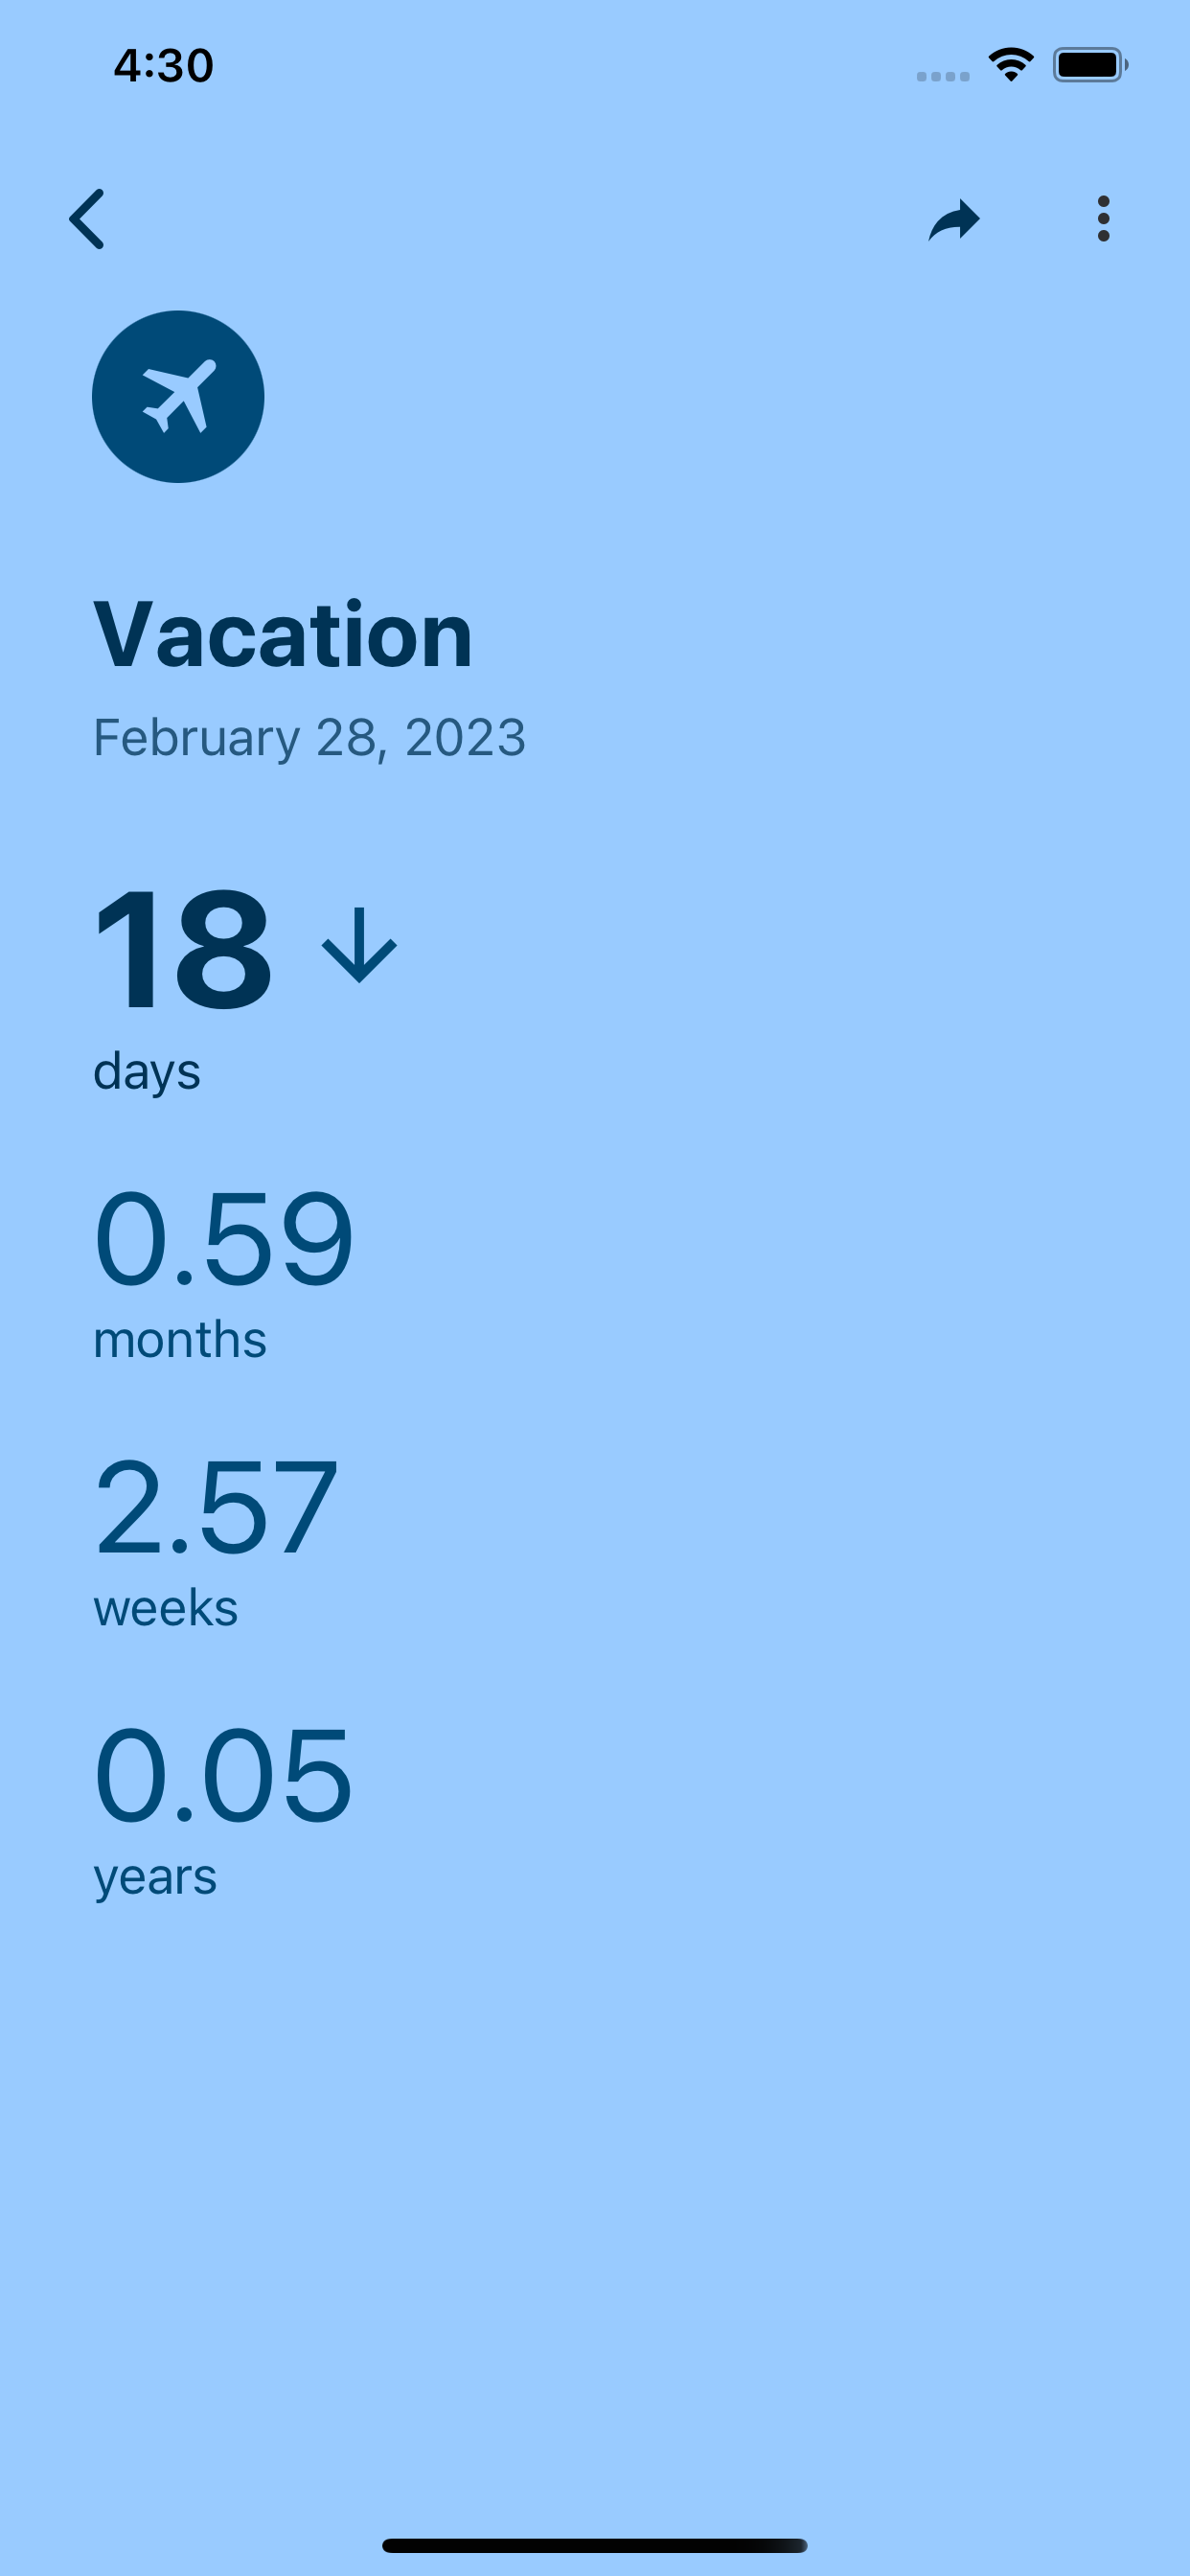 4:30
Vacation
February 28, 2023
18
days
0.59
months
2.57
weeks
0.05
years